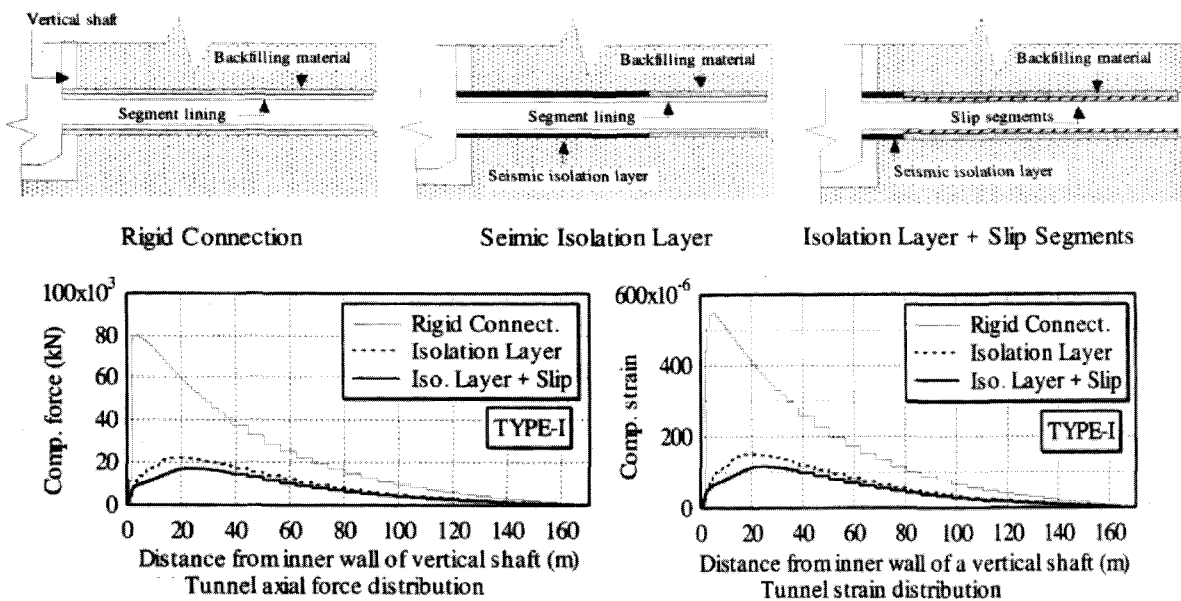 Vertical shaft
Backfilling material
Segment lining
Rigid Connection
Backfilling material
Segment lining
Seismic isolation layer
Seimic Isolation Layer
Backfilling material
Slip segmemts
Seismic isolation layer
Isolation Layer + Slip Segments
100x10³
80
60
40
20
0
Comp. force (kN)
Rigid Connect.
Isolation Layer
Iso. Layer + Slip
TYPE-I
0 20 40 60 80 100 120 140 160
Distance from inner wall of vertical shaft (m)
Tunnel axial force distribution
600x10⁻⁶
400
200
0
Comp. strain
Rigid Connect.
Isolation Layer
Iso. Layer + Slip
TYPE-I
0 20 40 60 80 100 120 140 160
Distance from inner wall of a vertical shaft (m)
Tunnel strain distribution